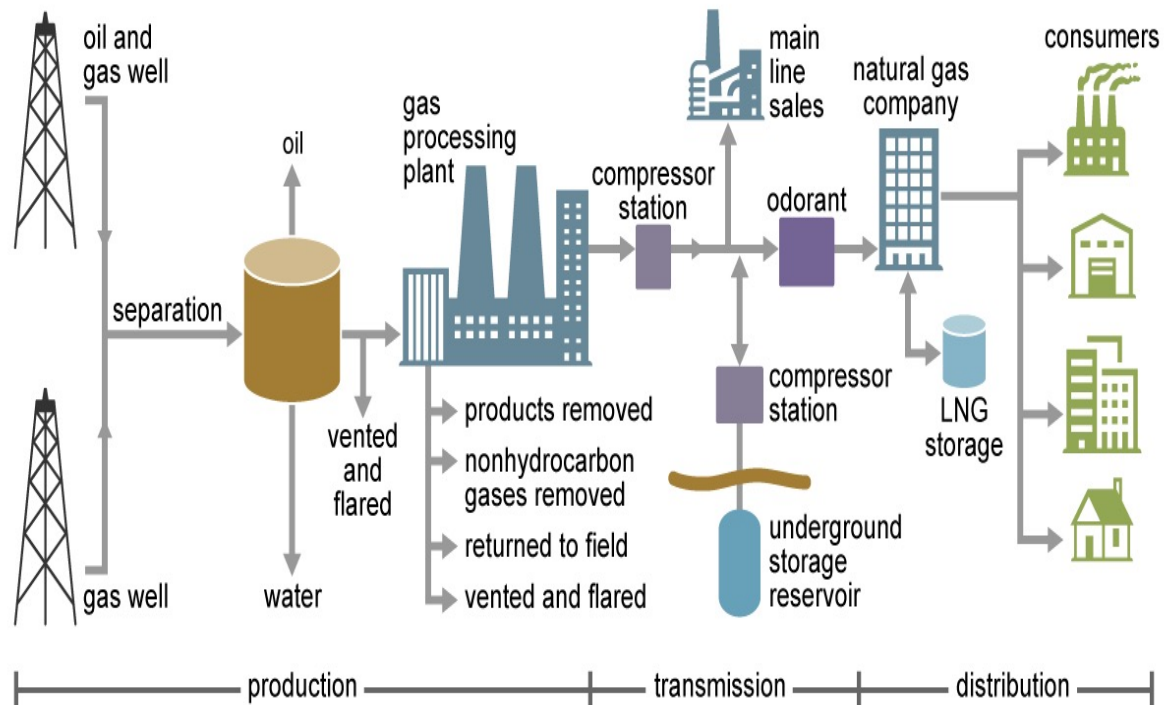 oil and
gas well
oil
separation
gas well
water
vented
and
flared
gas
processing
plant
products removed
nonhydrocarbon
gases removed
returned to field
vented and flared
compressor
station
main
line
sales
odorant
compressor
station
underground
storage
reservoir
natural gas
company
LNG
storage
consumers
production
transmission
distribution